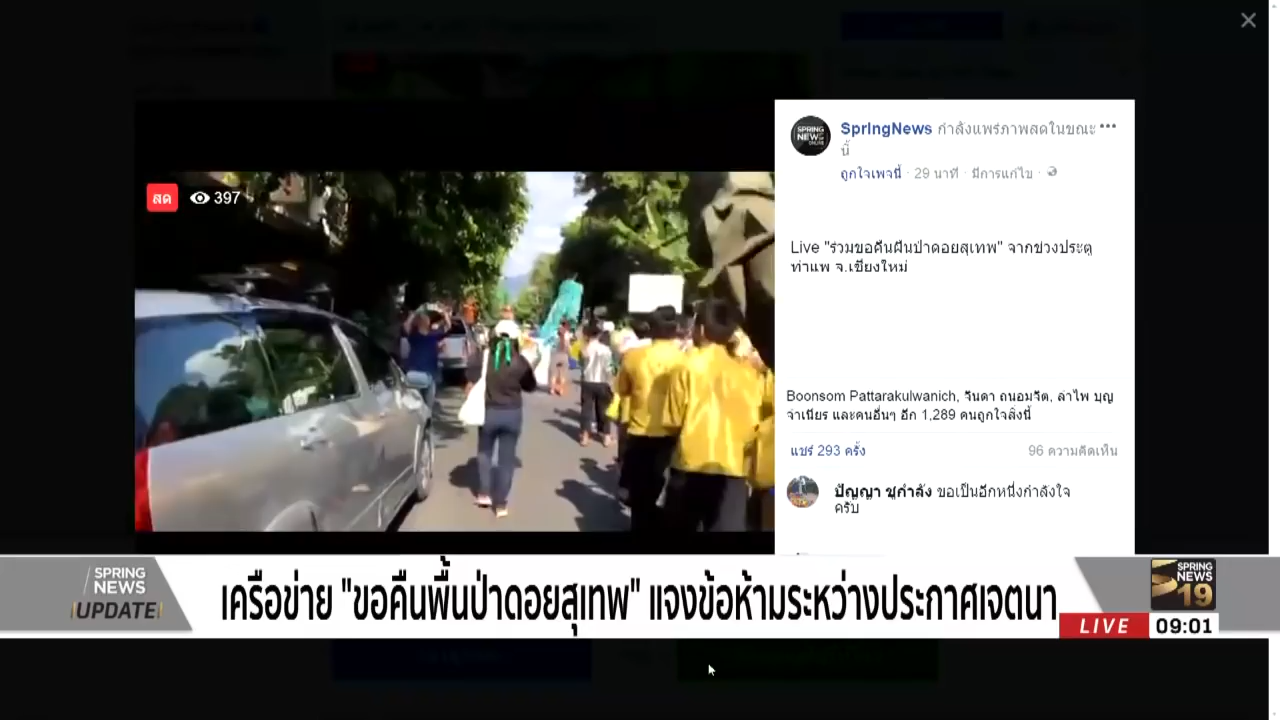 สด
397
SPRING NEWS ONLINE
SprIngNews กำลังแพร่ภาพสดในขณะนี้
ถูกใจเพจนี้ · 29 นาที · มีการแก้ไข ·
Live "ร่วมขอคืนผืนป่าดอยสุเทพ" จากข่วงประตู
ท่าแพ จ.เชียงใหม่
Boonsom Pattarakulwanich, จินดา ถนอมจิต, ลำไพ บุญ
จำเนียร และคนอื่นๆ อีก 1,289 คนถูกใจสิ่งนี้
แชร์ 293 ครั้ง
96 ความคิดเห็น
ปัญญา ชูกำลัง ขอเป็นอีกหนึ่งกำลังใจ
ครับ
SPRING
NEWS
UPDATE
เครือข่าย "ขอคืนพื้นป่าดอยสุเทพ" แจงข้อห้ามระหว่างประกาศเจตนา
SPRING
NEWS
19
LIVE 09:01